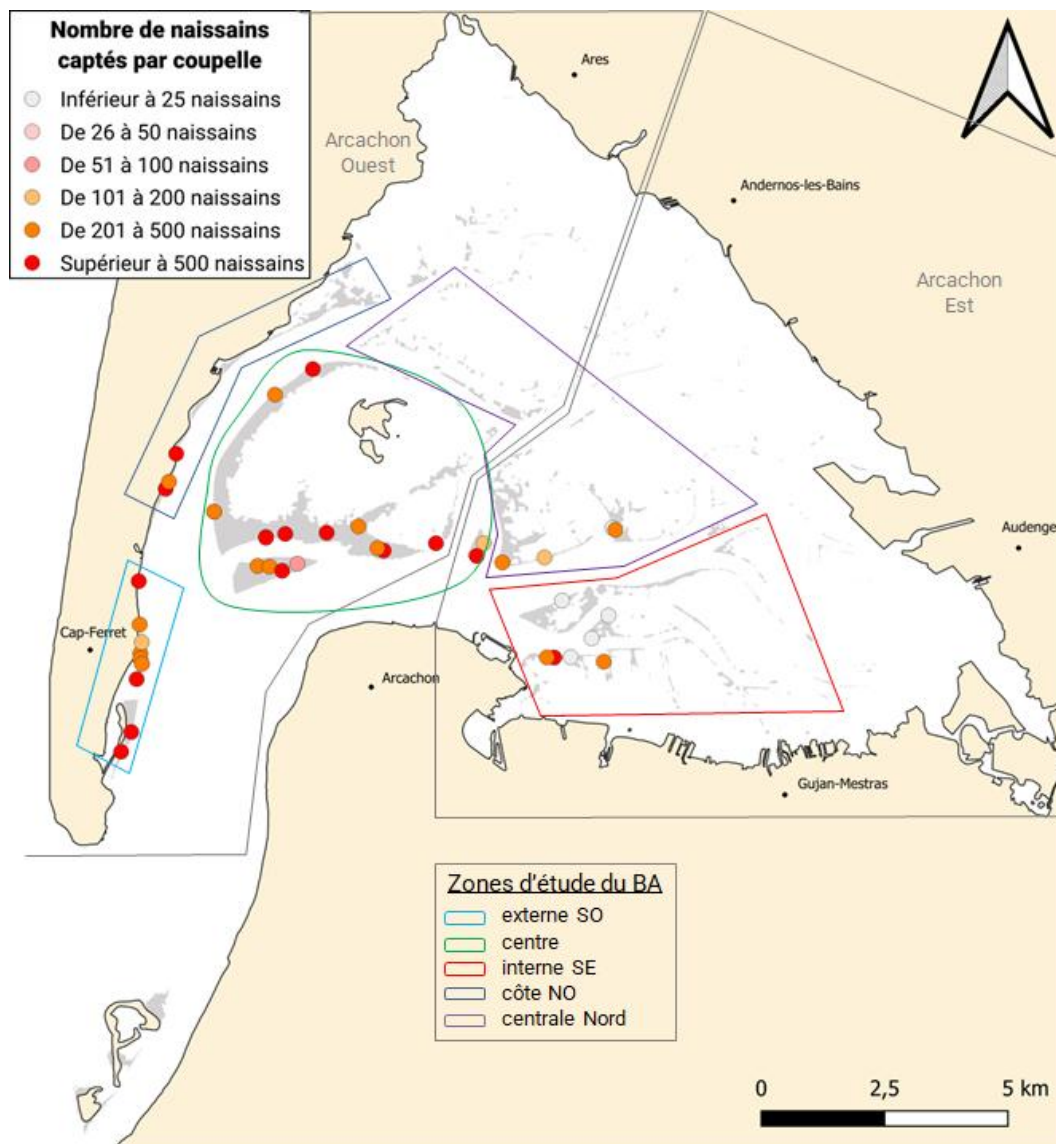 Nombre de naissains
captés par coupelle
Inférieur à 25 naissains
De 26 à 50 naissains
De 51 à 100 naissains
De 101 à 200 naissains
De 201 à 500 naissains
Supérieur à 500 naissains
Ares
Arcachon
Ouest
Andernos-les-Bains
Arcachon
Est
Audenge
Cap-Ferret
Arcachon
Gujan-Mestras
Zones d'étude du BA
externe SO
centre
interne SE
côte NO
centrale Nord
0 2,5 5 km